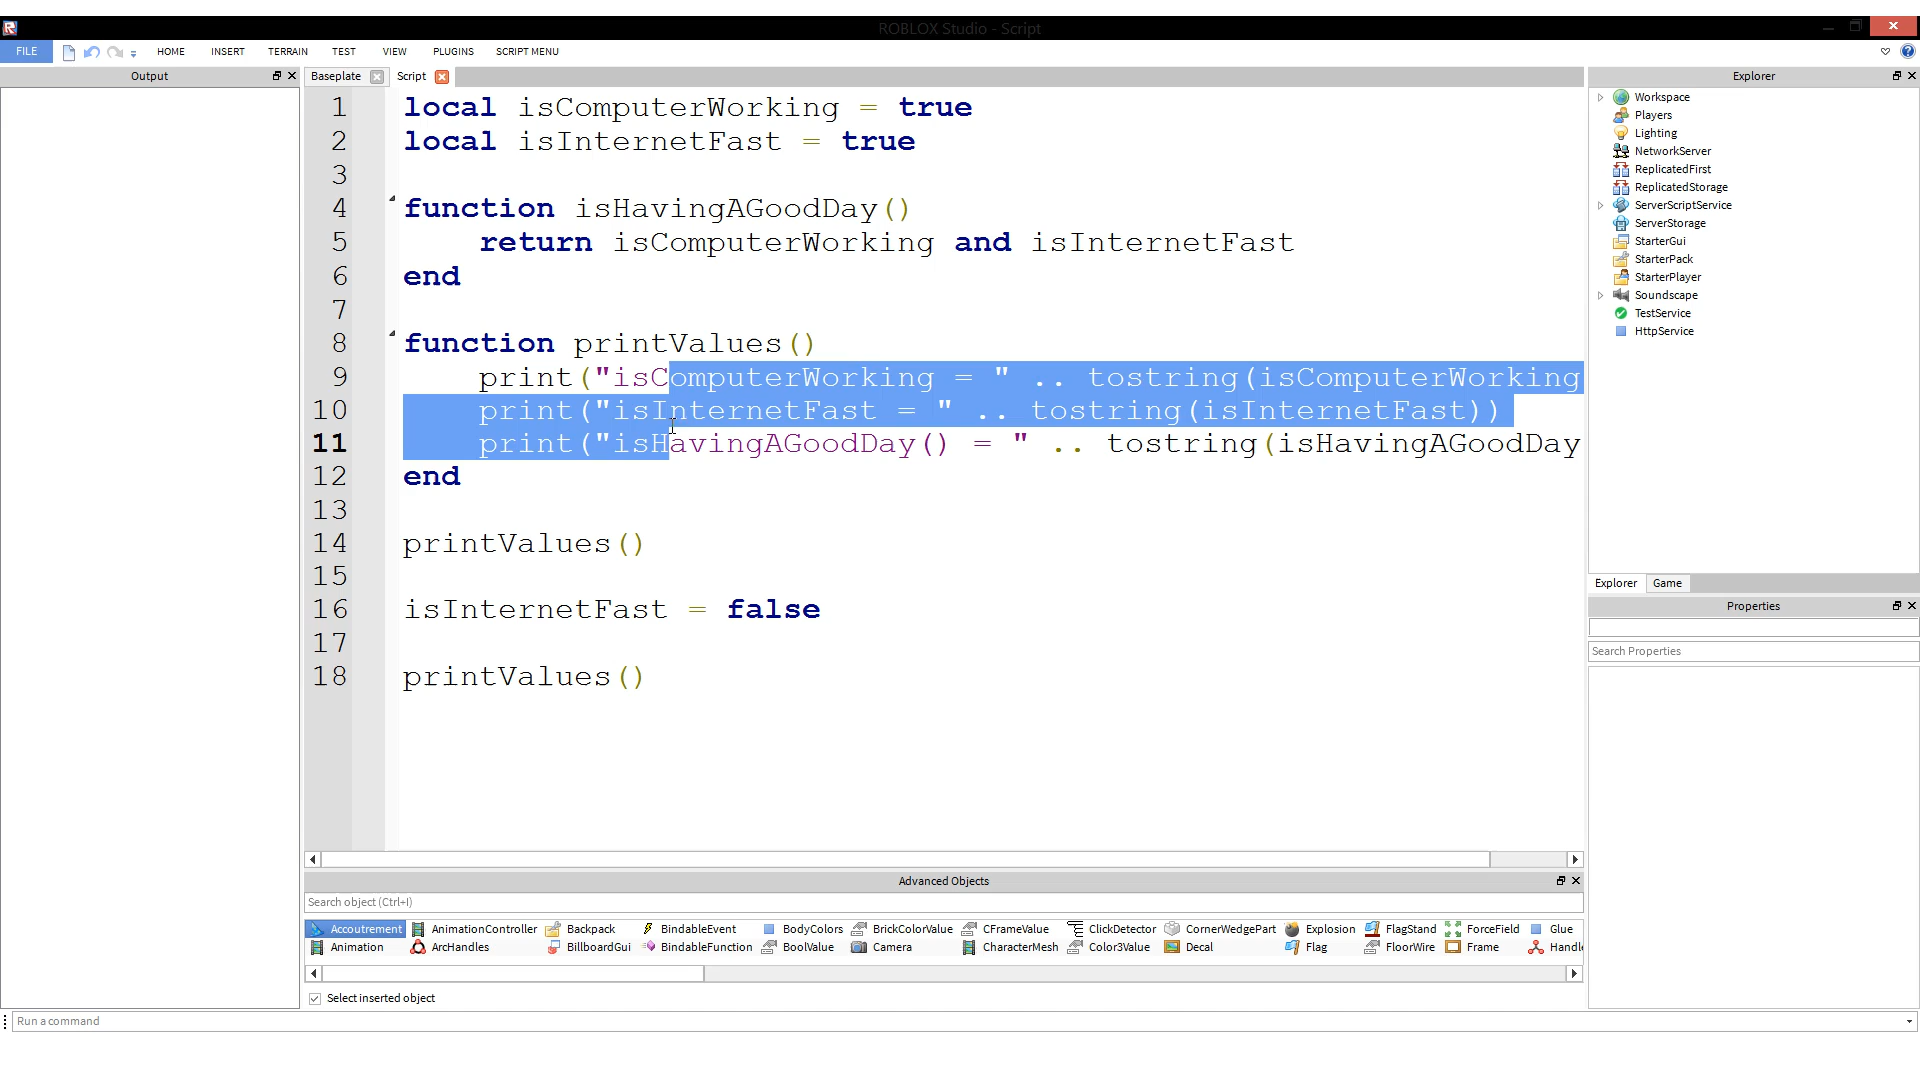 ROBLOX Studio - Script
FILE HOME INSERT TERRAIN TEST VIEW PLUGINS SCRIPT MENU
Output
Baseplate Script
1 local isComputerWorking = true
2 local isInternetFast = true
3
4 function isHavingAGoodDay()
5 return isComputerWorking and isInternetFast
6 end
7
8 function printValues()
9 print("isComputerWorking = " .. tostring(isComputerWorking
10 print("isInternetFast = " .. tostring(isInternetFast))
11 print("isHavingAGoodDay() = " .. tostring(isHavingAGoodDay
12 end
13
14 printValues()
15
16 isInternetFast = false
17
18 printValues()
Explorer
Workspace
Players
Lighting
NetworkServer
ReplicatedFirst
ReplicatedStorage
ServerScriptService
ServerStorage
StarterGui
StarterPack
StarterPlayer
Soundscape
TestService
HttpService
Explorer Game
Properties
Search Properties
Advanced Objects
Search object (Ctrl+I)
Accoutrement AnimationController Backpack BindableEvent BodyColors BrickColorValue CFrameValue ClickDetector CornerWedgePart Explosion FlagStand ForceField Glue
Animation ArcHandles BillboardGui BindableFunction BoolValue Camera CharacterMesh Color3Value Decal Flag FloorWire Frame Handle
Select inserted object
Run a command